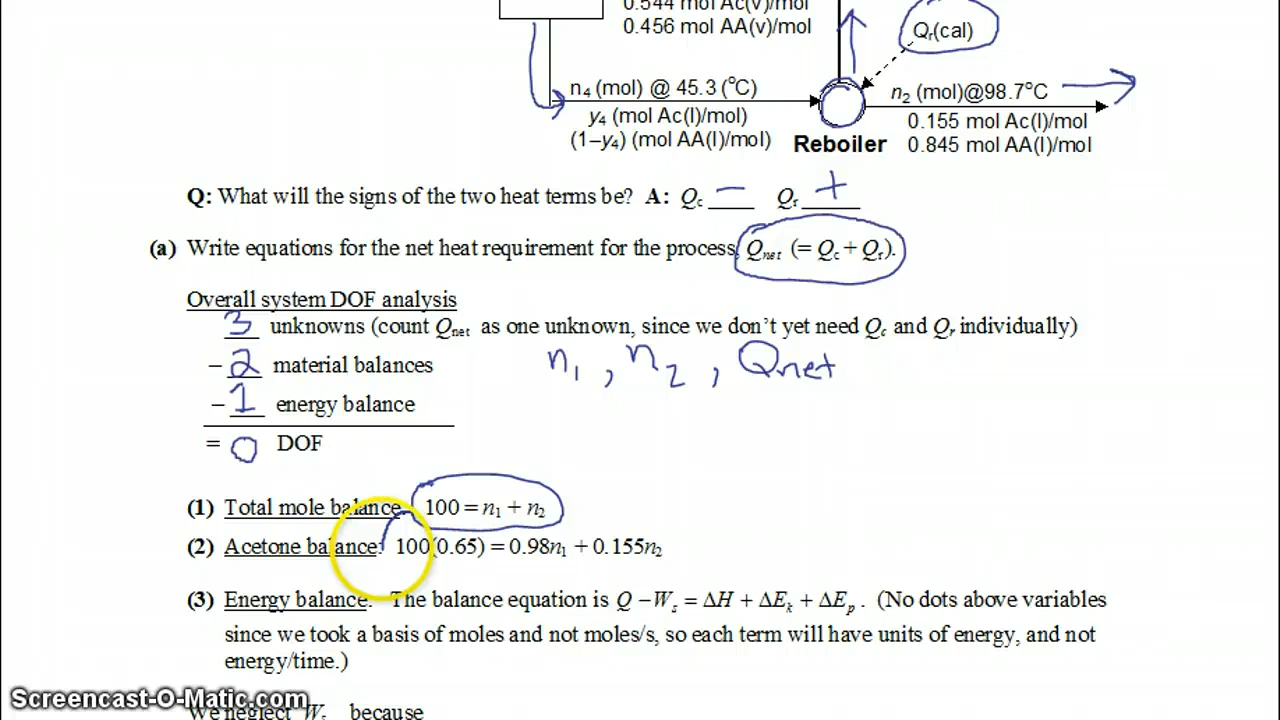 0.544 mol Ac(v)/mol
0.456 mol AA(v)/mol
Qr(cal)
n4 (mol) @ 45.3 (°C)
y4 (mol Ac(l)/mol)
(1–y4) (mol AA(l)/mol)
Reboiler
n2 (mol)@98.7°C
0.155 mol Ac(l)/mol
0.845 mol AA(l)/mol
Q: What will the signs of the two heat terms be? A: Qc − Qr +
(a) Write equations for the net heat requirement for the process, Qnet (= Qc + Qr).
Overall system DOF analysis
3 unknowns (count Qnet as one unknown, since we don't yet need Qc and Qr individually)
– 2 material balances
n1 , n2 , Qnet
– 1 energy balance
= 0 DOF
(1) Total mole balance: 100 = n1 + n2
(2) Acetone balance: 100(0.65) = 0.98n1 + 0.155n2
(3) Energy balance. The balance equation is Q – Ws = ΔH + ΔEk + ΔEp . (No dots above variables
since we took a basis of moles and not moles/s, so each term will have units of energy, and not
energy/time.)
Screencast-O-Matic.com
We neglect Ws because